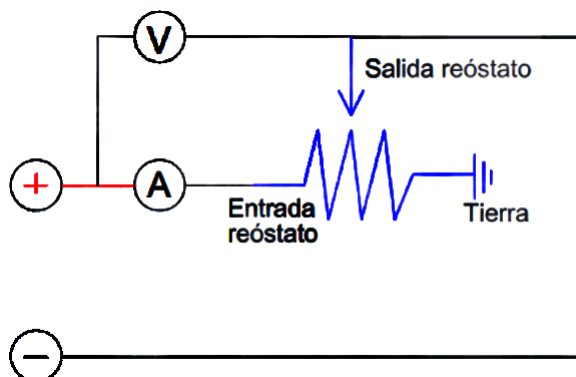 V
Salida reóstato
+
A
Entrada
reóstato
Tierra
−